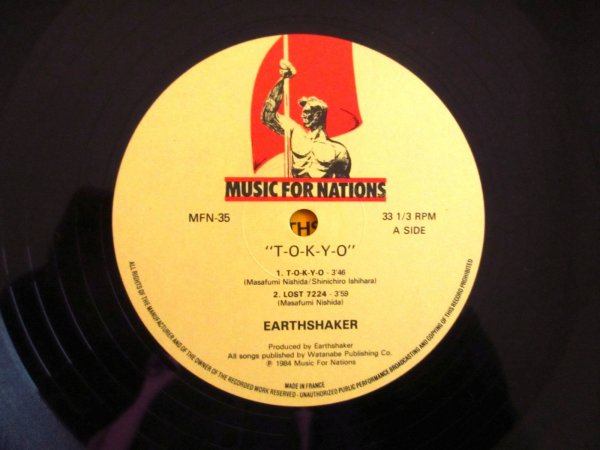 MUSIC FOR NATIONS
MFN-35
33 1/3 RPM
A SIDE
THS
"T-O-K-Y-O"
1. T-O-K-Y-O - 3'46
(Masafumi Nishida/Shinichiro Ishihara)
2. LOST 7224 - 3'59
(Masafumi Nishida)
EARTHSHAKER
Produced by Earthshaker
All songs published by Watanabe Publishing Co.
℗ 1984 Music For Nations
MADE IN FRANCE
ALL RIGHTS OF THE MANUFACTURER AND OF THE OWNER OF THE RECORDED WORK RESERVED - UNAUTHORIZED PUBLIC PERFORMANCE BROADCASTING AND COPYING OF THIS RECORD PROHIBITED